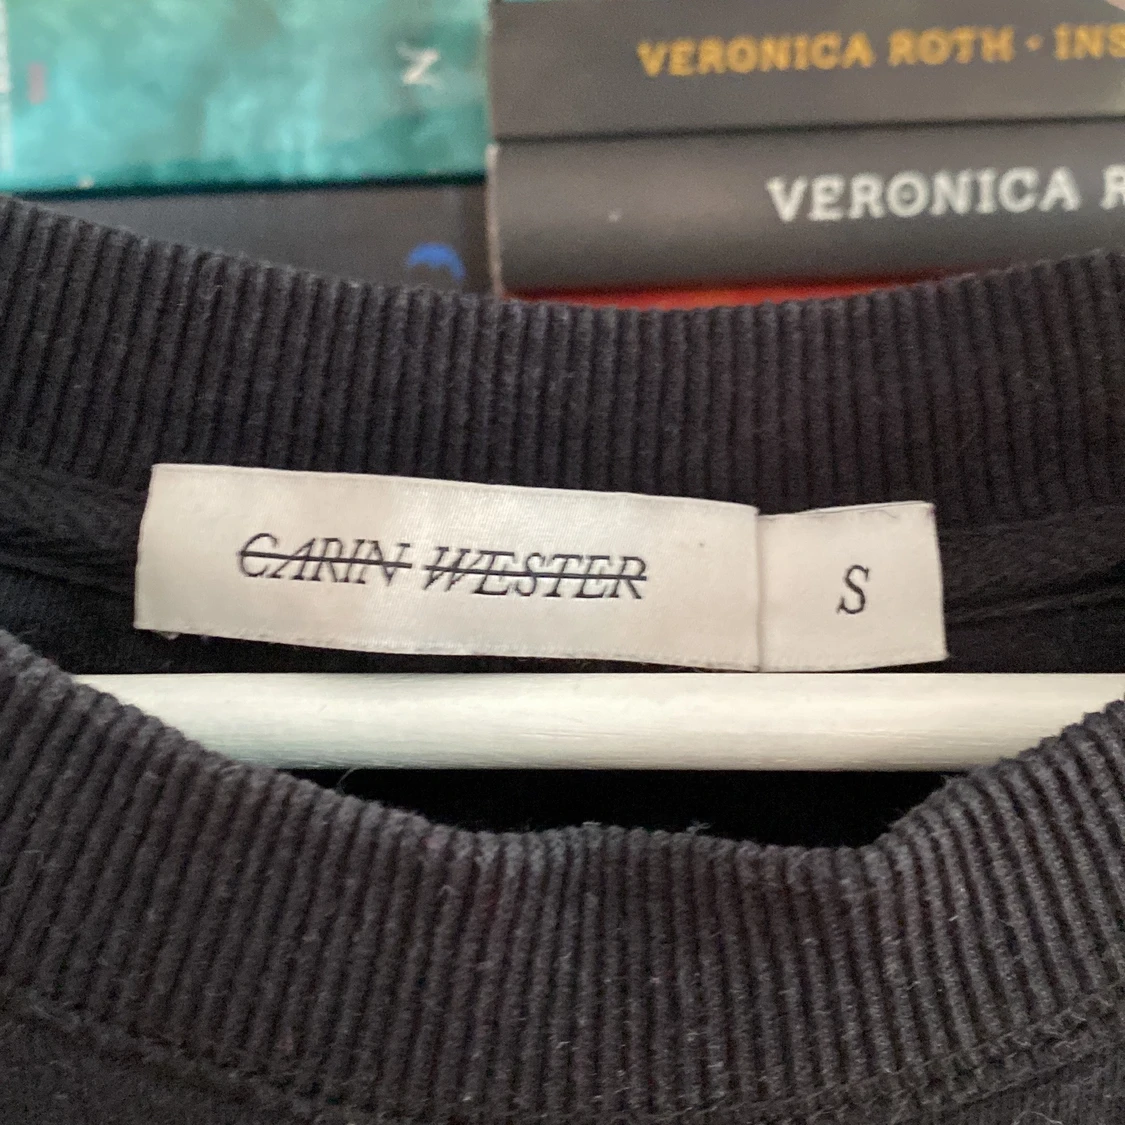 N
VERONICA ROTH • INS
VERONICA R
CARIN WESTER
S